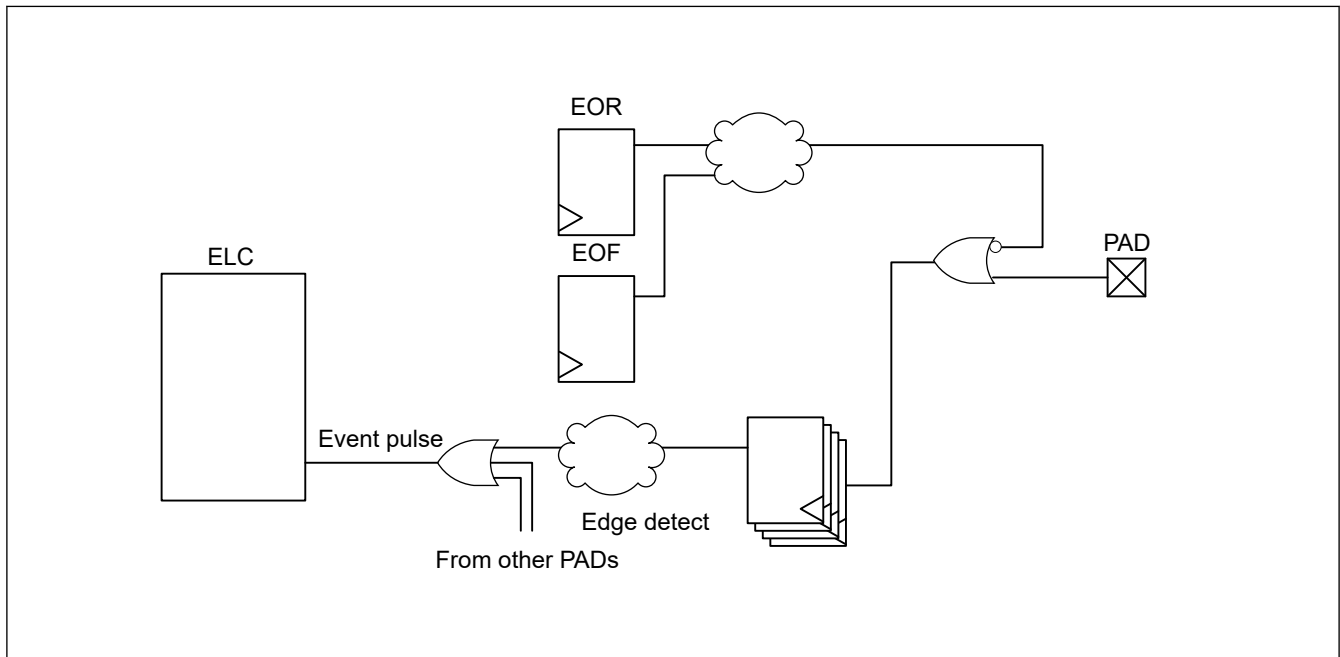 EOR
EOF
PAD
ELC
Event pulse
Edge detect
From other PADs